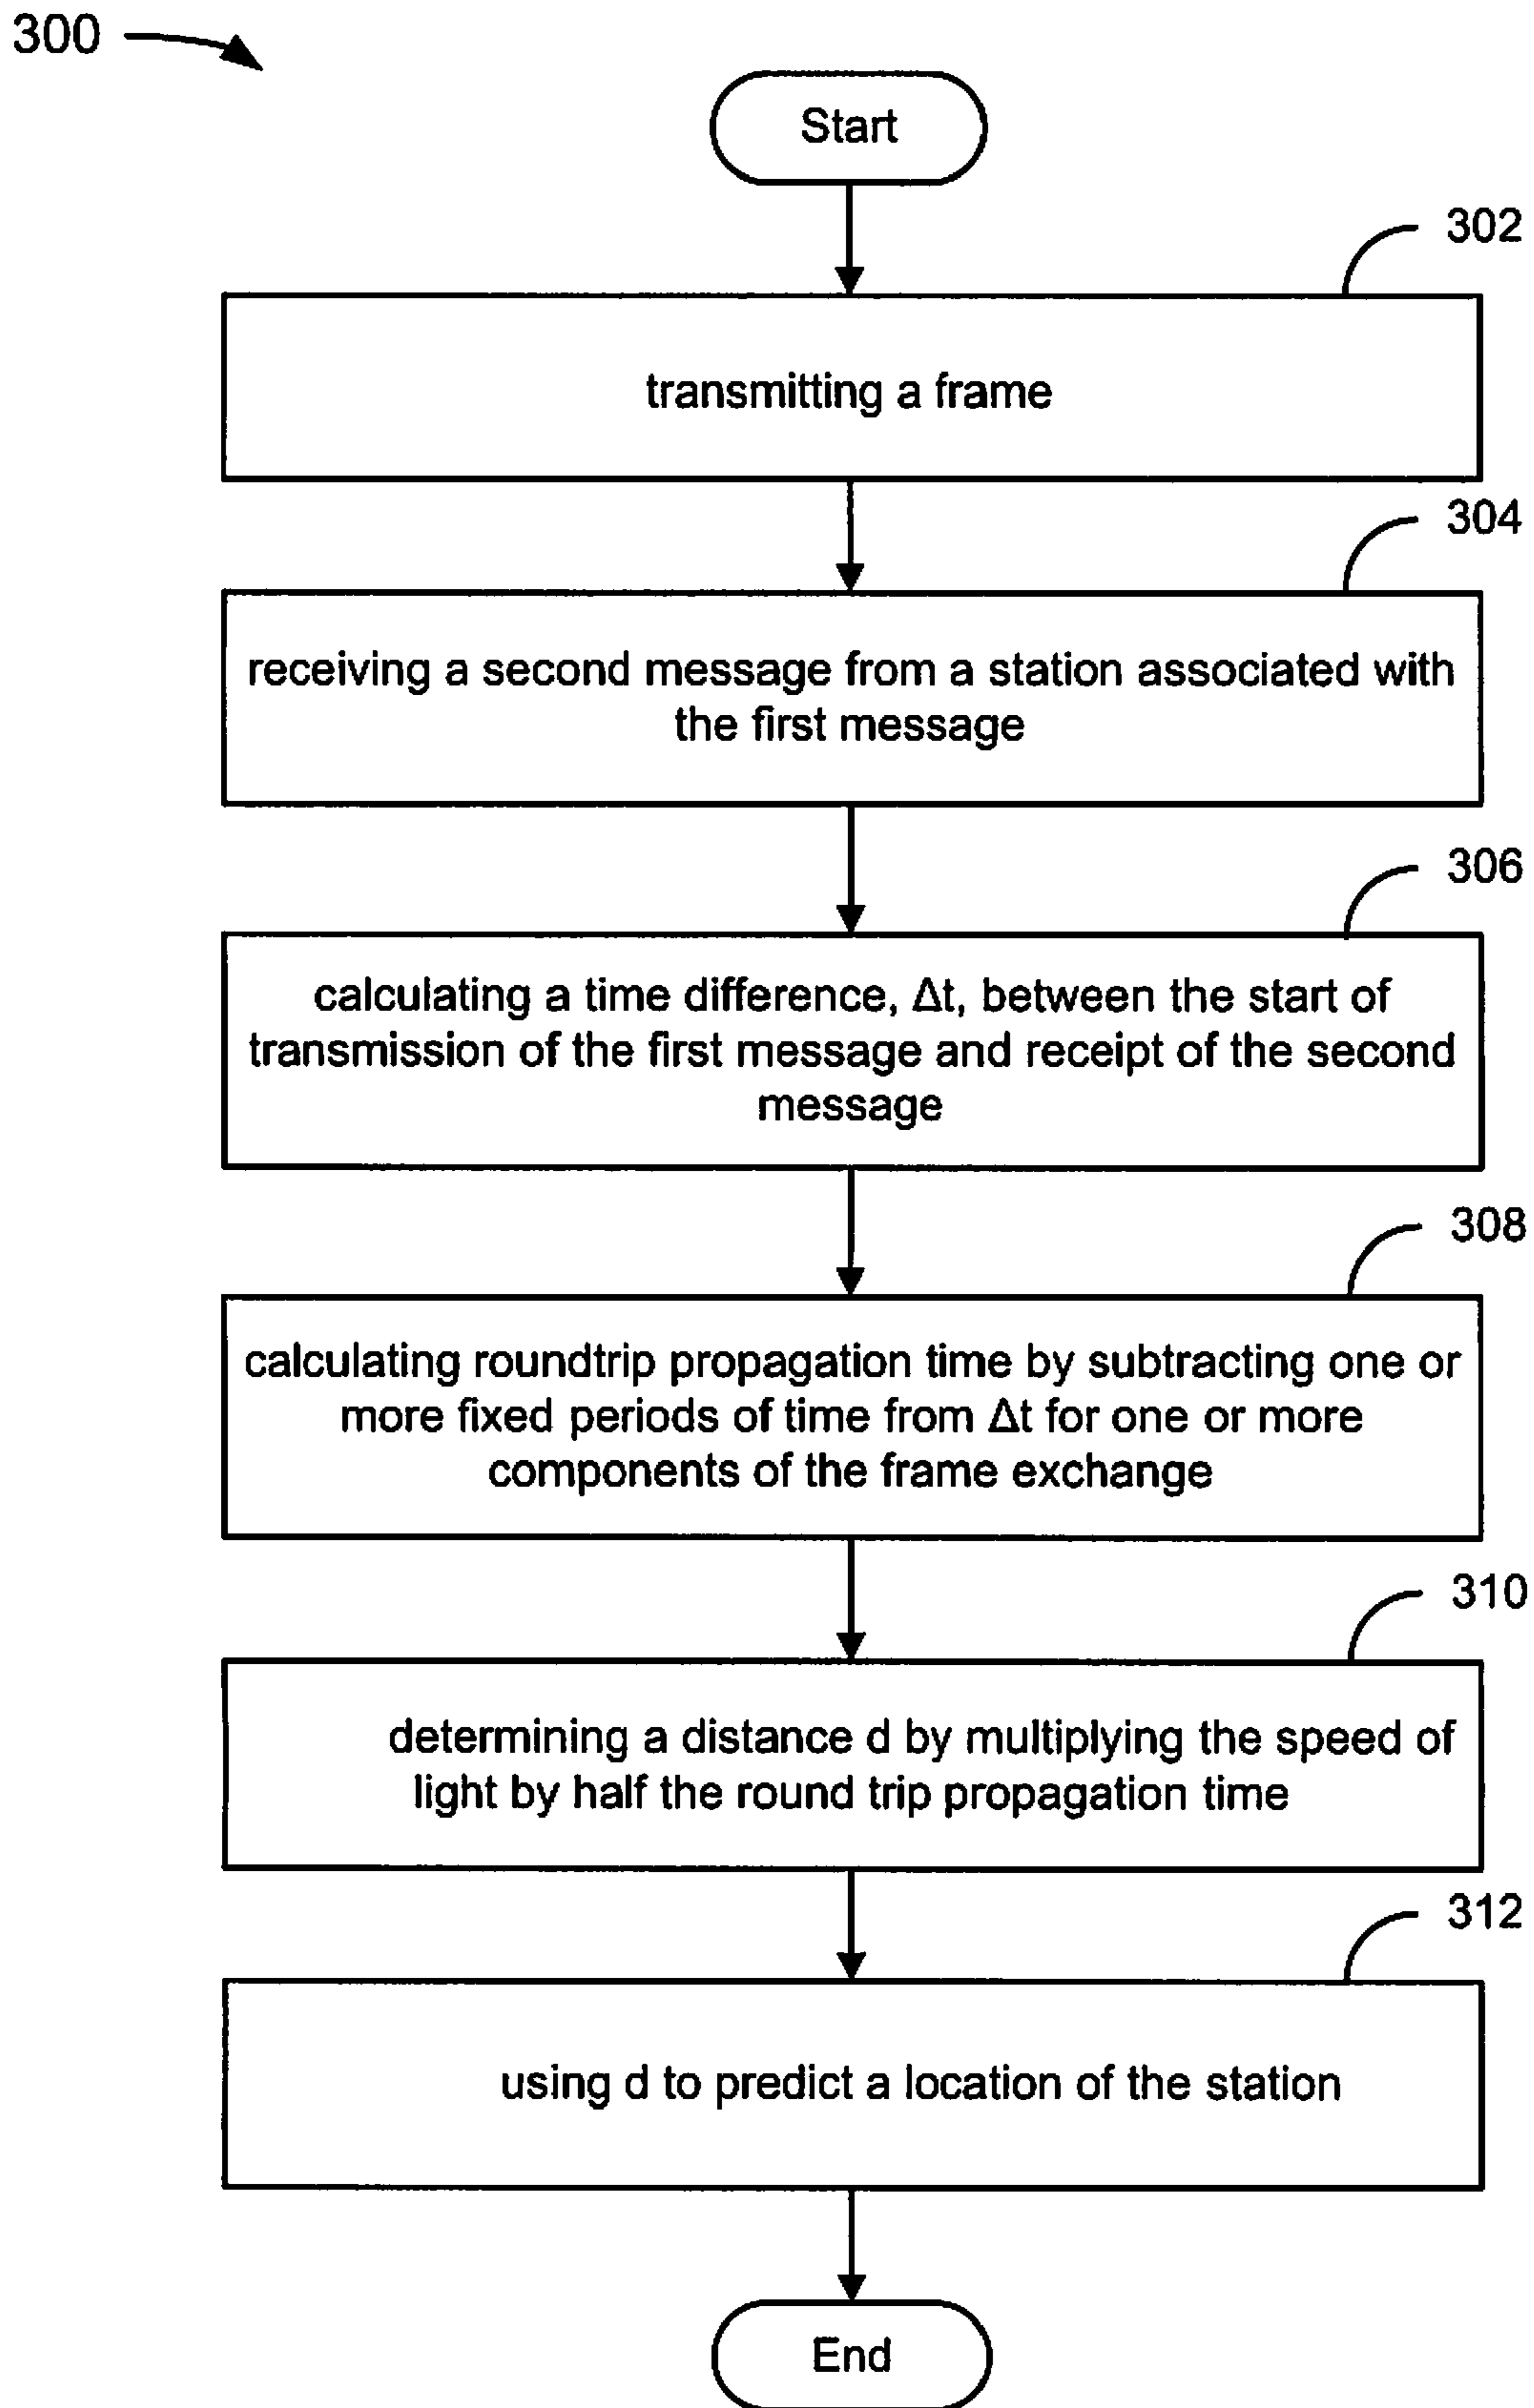 300
Start
302
transmitting a frame
304
receiving a second message from a station associated with
the first message
306
calculating a time difference, Δt, between the start of
transmission of the first message and receipt of the second
message
308
calculating roundtrip propagation time by subtracting one or
more fixed periods of time from Δt for one or more
components of the frame exchange
310
determining a distance d by multiplying the speed of
light by half the round trip propagation time
312
using d to predict a location of the station
End